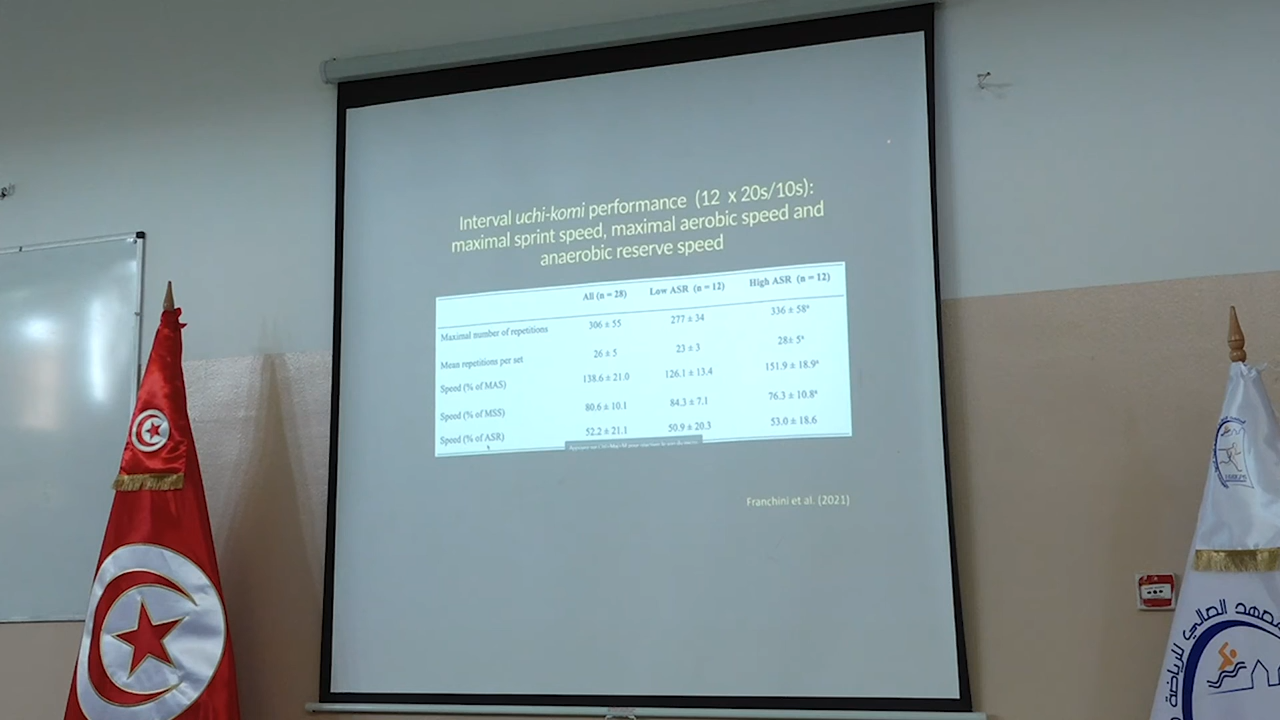 Interval uchi-komi performance (12 x 20s/10s):
maximal sprint speed, maximal aerobic speed and
anaerobic reserve speed
All (n = 28) Low ASR (n = 12) High ASR (n = 12)
Maximal number of repetitions 306 ± 55 277 ± 34 336 ± 58ᵃ
Mean repetitions per set 26 ± 5 23 ± 3 28± 5ᵃ
Speed (% of MAS) 138.6 ± 21.0 126.1 ± 13.4 151.9 ± 18.9ᵃ
Speed (% of MSS) 80.6 ± 10.1 84.3 ± 7.1 76.3 ± 10.8ᵃ
Speed (% of ASR) 52.2 ± 21.1 50.9 ± 20.3 53.0 ± 18.6
Franchini et al. (2021)
العالي للرياضة